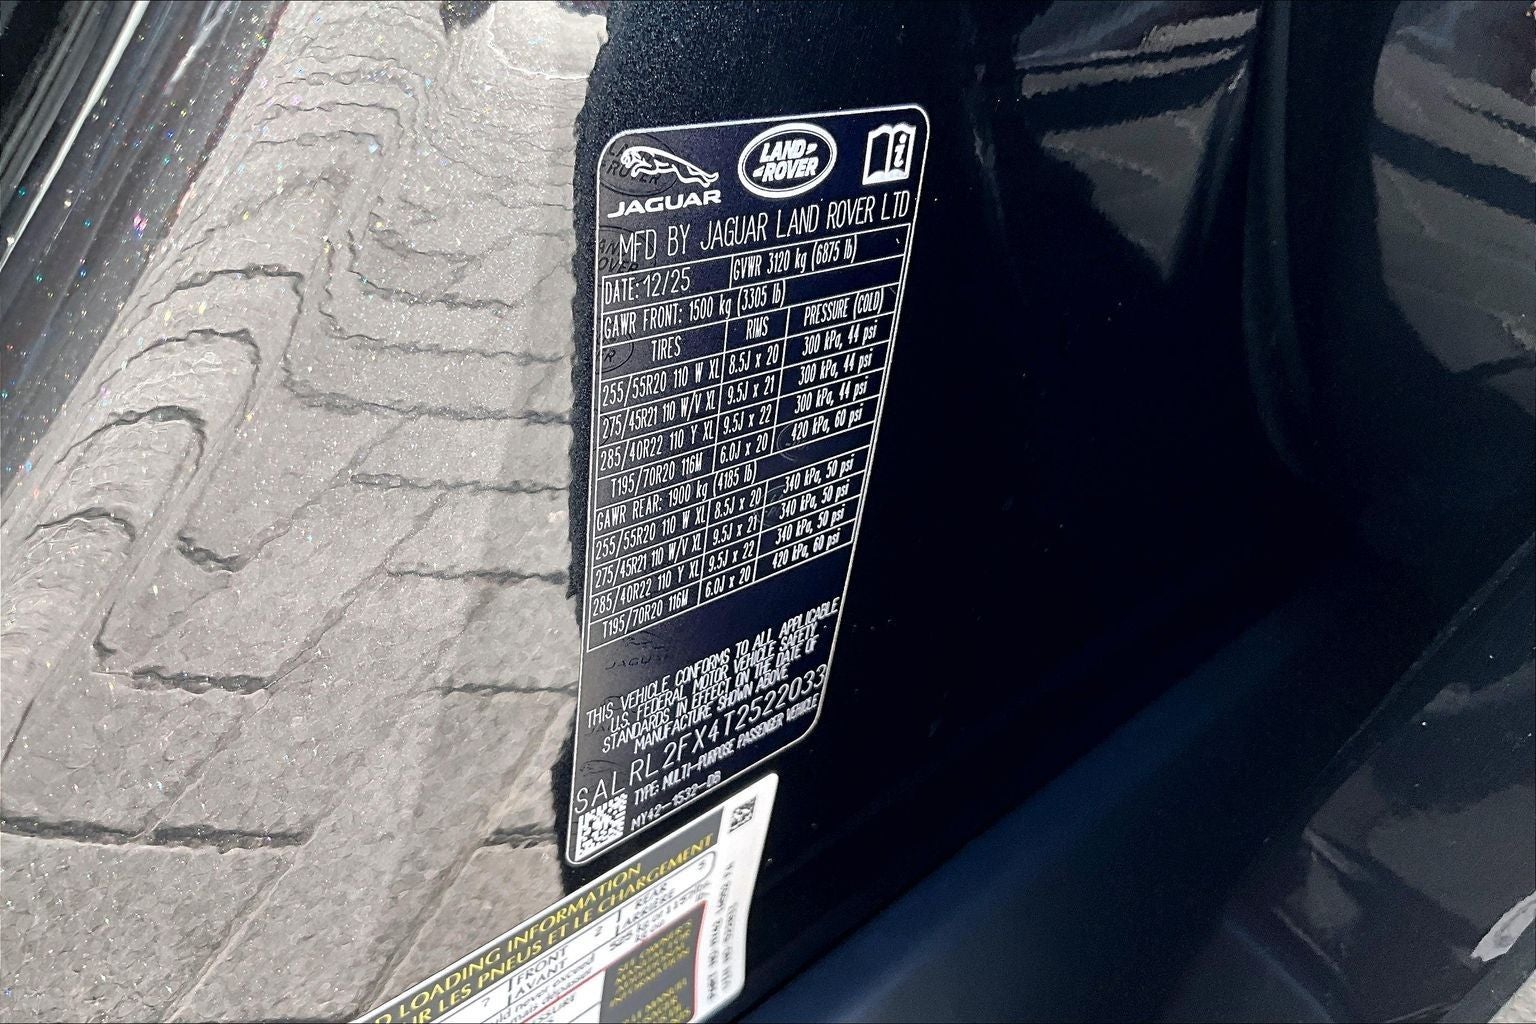 JAGUAR
LAND ROVER
MFD BY JAGUAR LAND ROVER LTD
DATE: 12/25 GVWR 3120 kg (6875 lb)
GAWR FRONT: 1500 kg (3305 lb)
TIRES RIMS PRESSURE (COLD)
255/55R20 110 W XL 8.5J x 20 300 kPa, 44 psi
275/45R21 110 W/V XL 9.5J x 21 300 kPa, 44 psi
285/40R22 110 Y XL 9.5J x 22 300 kPa, 44 psi
T195/70R20 116M 6.0J x 20 420 kPa, 60 psi
GAWR REAR: 1900 kg (4185 lb)
255/55R20 110 W XL 8.5J x 20 340 kPa, 50 psi
275/45R21 110 W/V XL 9.5J x 21 340 kPa, 50 psi
285/40R22 110 Y XL 9.5J x 22 340 kPa, 50 psi
T195/70R20 116M 6.0J x 20 420 kPa, 60 psi
THIS VEHICLE CONFORMS TO ALL APPLICABLE
U.S. FEDERAL MOTOR VEHICLE SAFETY
STANDARDS IN EFFECT ON THE DATE OF
MANUFACTURE SHOWN ABOVE
SALRL2FX4T2522033
TYPE: MULTI-PURPOSE PASSENGER VEHICLE
MY42-1532-DB
LOADING INFORMATION
LES PNEUS ET LE CHARGEMENT
7 FRONT 2 REAR 5
AVANT ARRIÈRE
never exceed